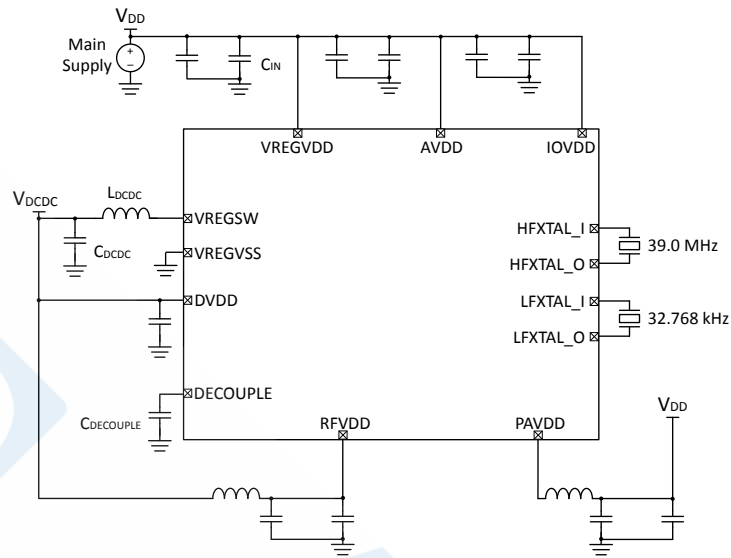 VDD
Main
Supply
+
−
CIN
VREGVDD
AVDD
IOVDD
VDCDC
LDCDC
VREGSW
CDCDC
VREGVSS
DVDD
DECOUPLE
CDECOUPLE
RFVDD
PAVDD
HFXTAL_I
39.0 MHz
HFXTAL_O
LFXTAL_I
32.768 kHz
LFXTAL_O
VDD